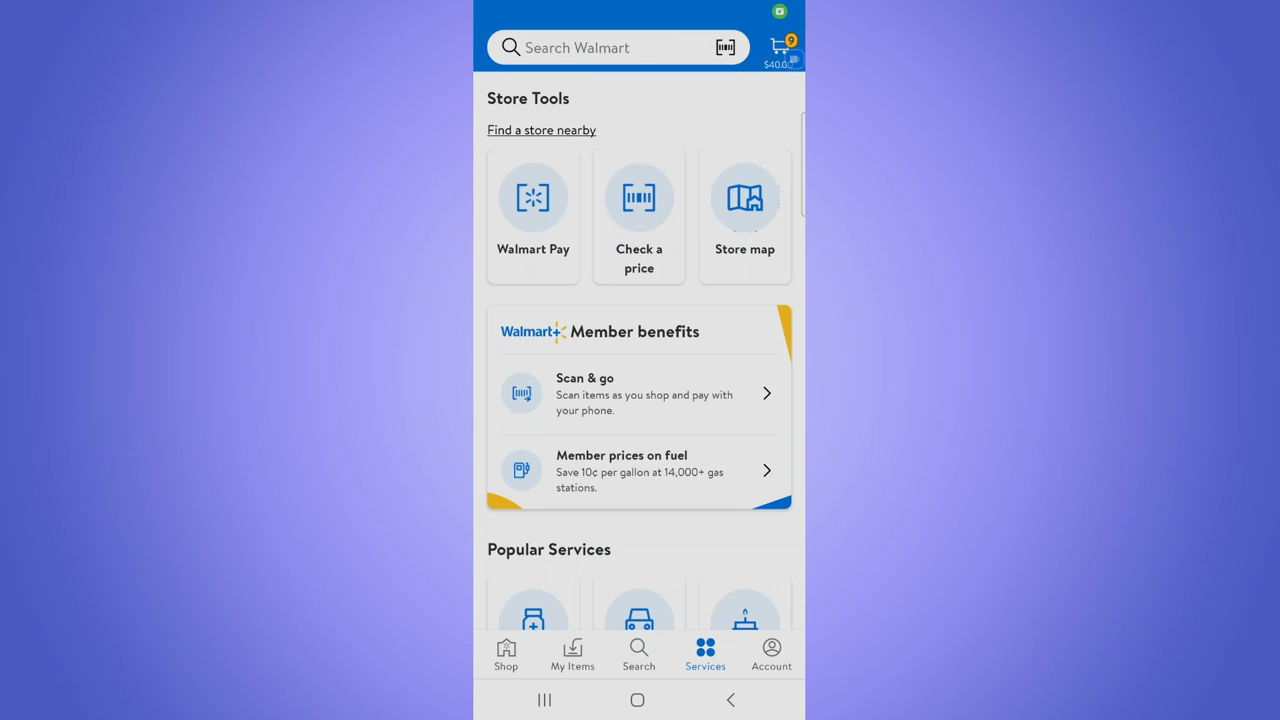 Search Walmart
9
Store Tools
Find a store nearby
Walmart Pay
Check a
price
Store map
Walmart+ Member benefits
Scan & go
Scan items as you shop and pay with
your phone.
Member prices on fuel
Save 10¢ per gallon at 14,000+ gas
stations.
Popular Services
Shop
My Items
Search
Services
Account